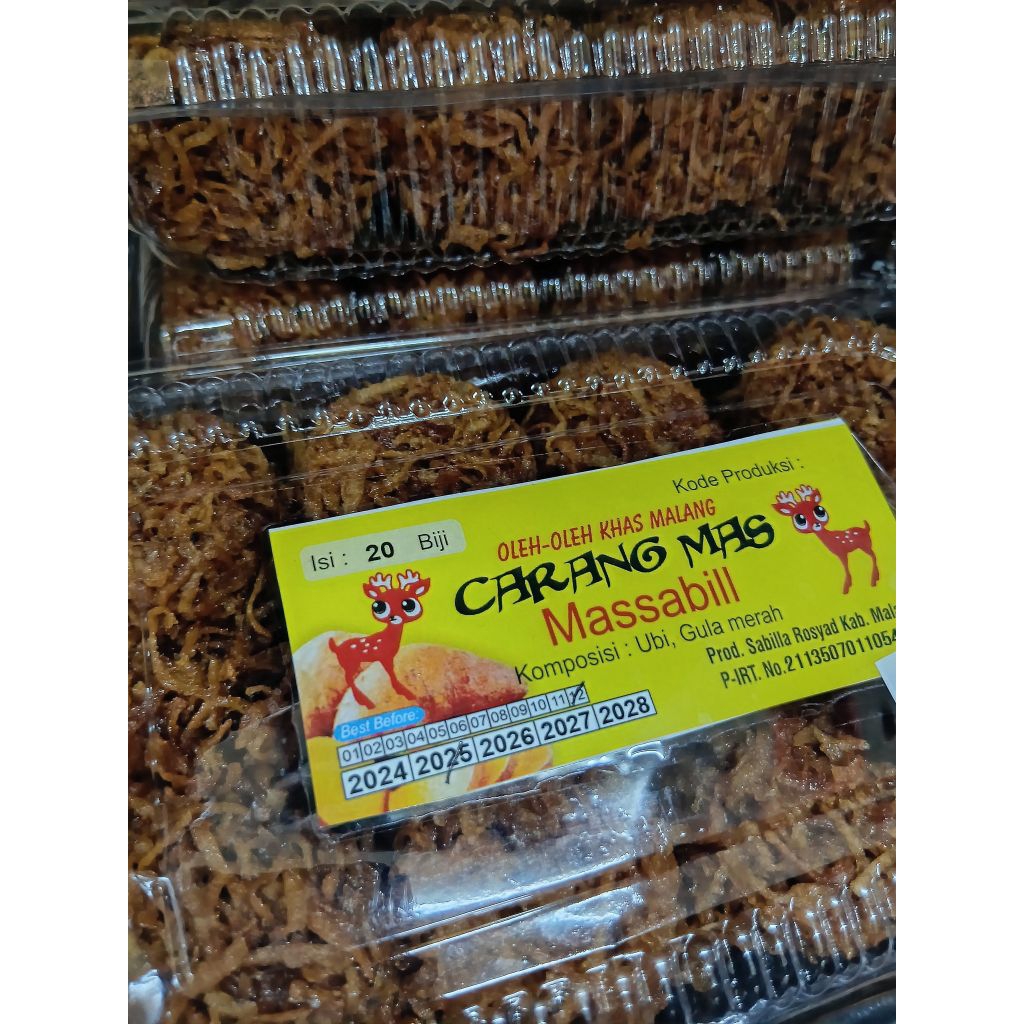 Kode Produksi :
Isi : 20 Biji
OLEH-OLEH KHAS MALANG
CARANG MAS
Massabill
Komposisi : Ubi, Gula merah
Prod. Sabilla Rosyad Kab. Mala
P-IRT. No.2113507011054
Best Before:
01 02 03 04 05 06 07 08 09 10 11 12
2024 2025 2026 2027 2028